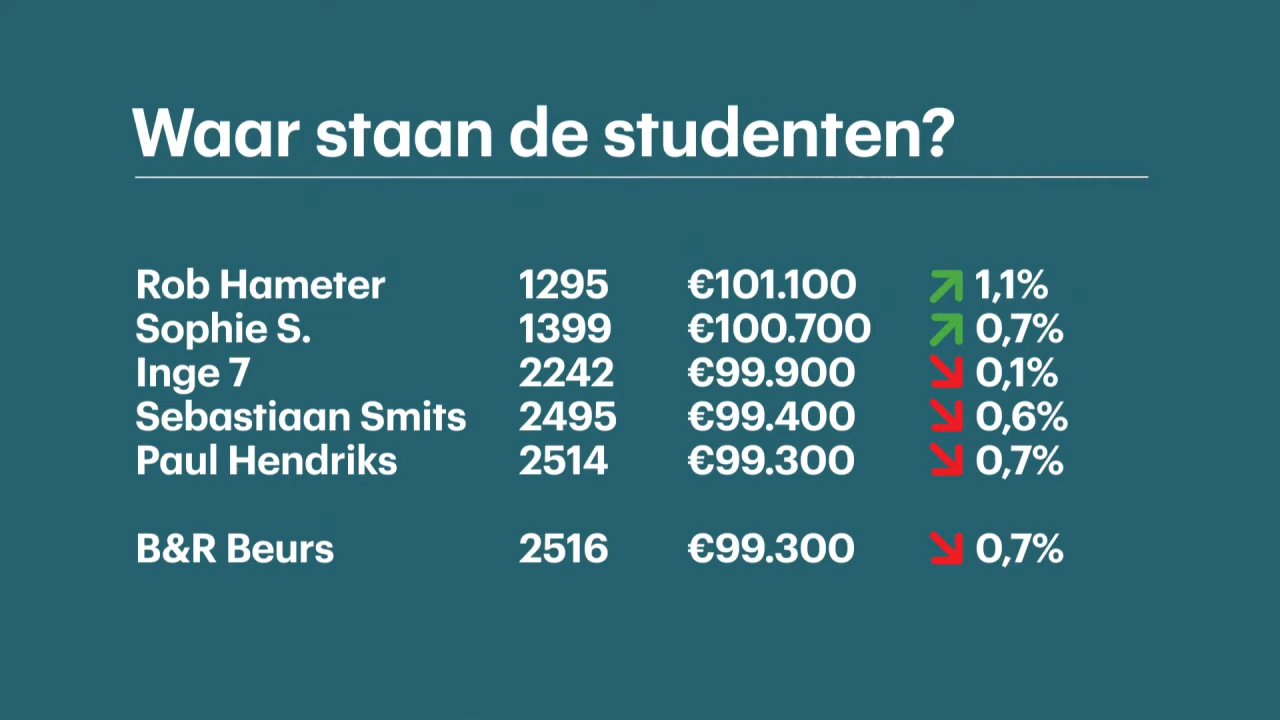 Waar staan de studenten?
Rob Hameter 1295 €101.100 1,1%
Sophie S. 1399 €100.700 0,7%
Inge 7 2242 €99.900 0,1%
Sebastiaan Smits 2495 €99.400 0,6%
Paul Hendriks 2514 €99.300 0,7%
B&R Beurs 2516 €99.300 0,7%